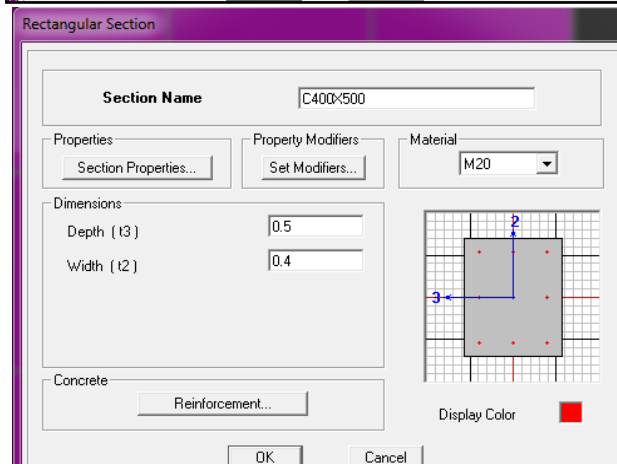 Rectangular Section
Section Name C400X500
Properties Property Modifiers Material
Section Properties... Set Modifiers... M20
Dimensions
Depth ( t3 ) 0.5
Width ( t2 ) 0.4
2
3
Concrete
Reinforcement...
Display Color
OK Cancel